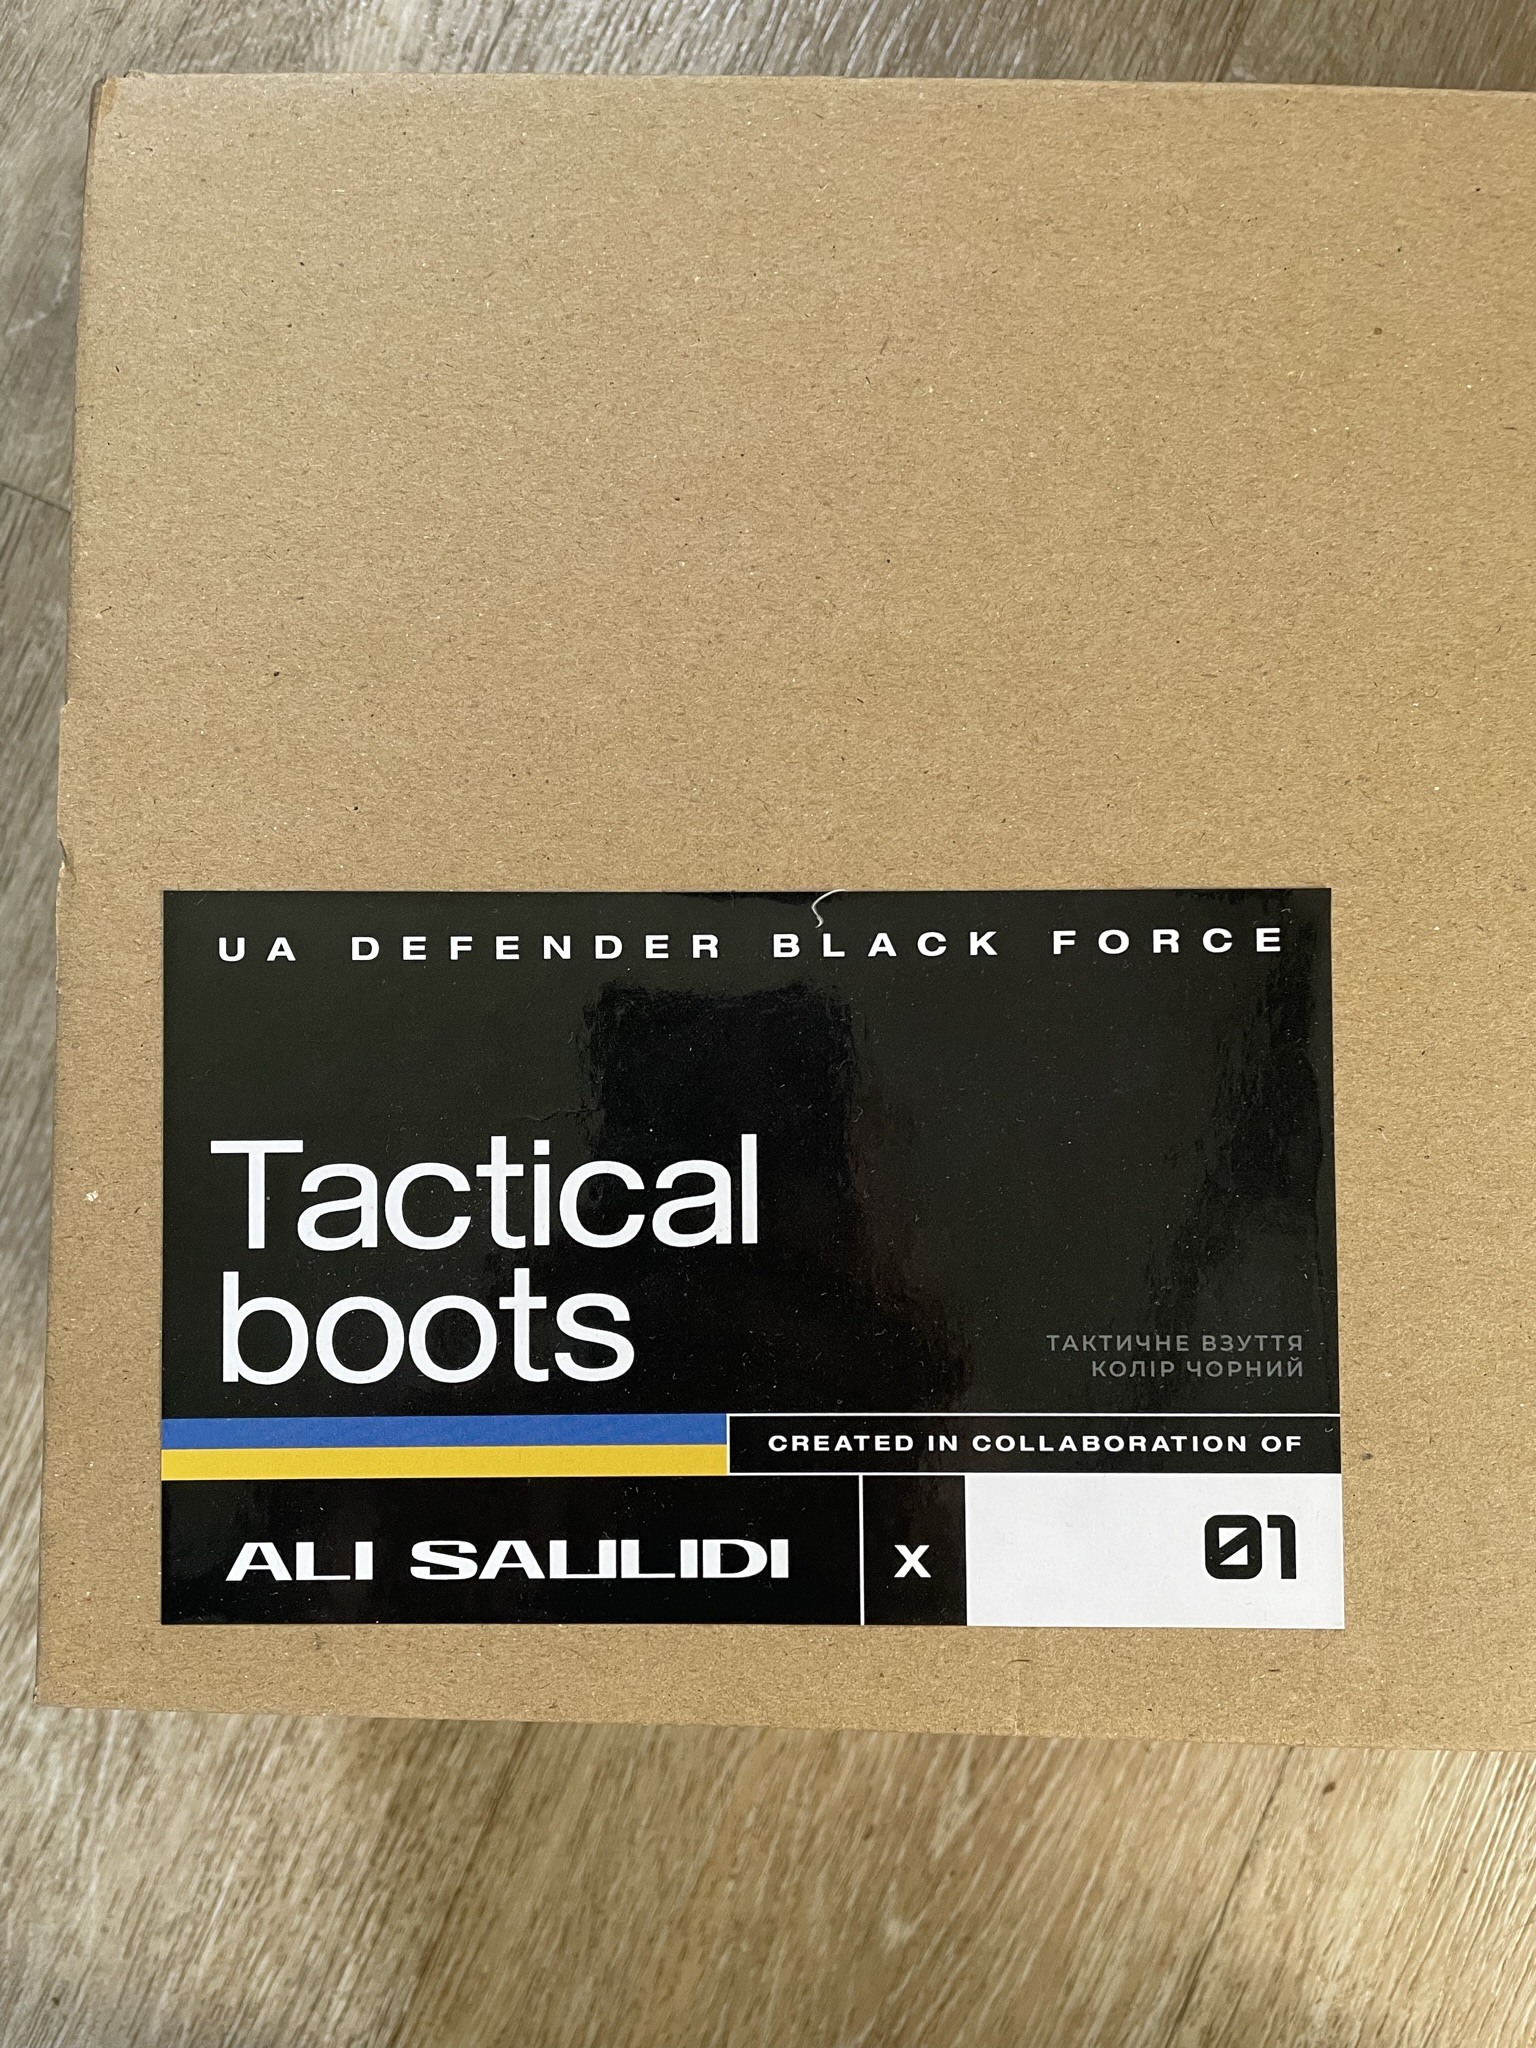 UA DEFENDER BLACK FORCE
Tactical
boots
ТАКТИЧНЕ ВЗУТТЯ
КОЛІР ЧОРНИЙ
CREATED IN COLLABORATION OF
ALI SAULIDI
X
01